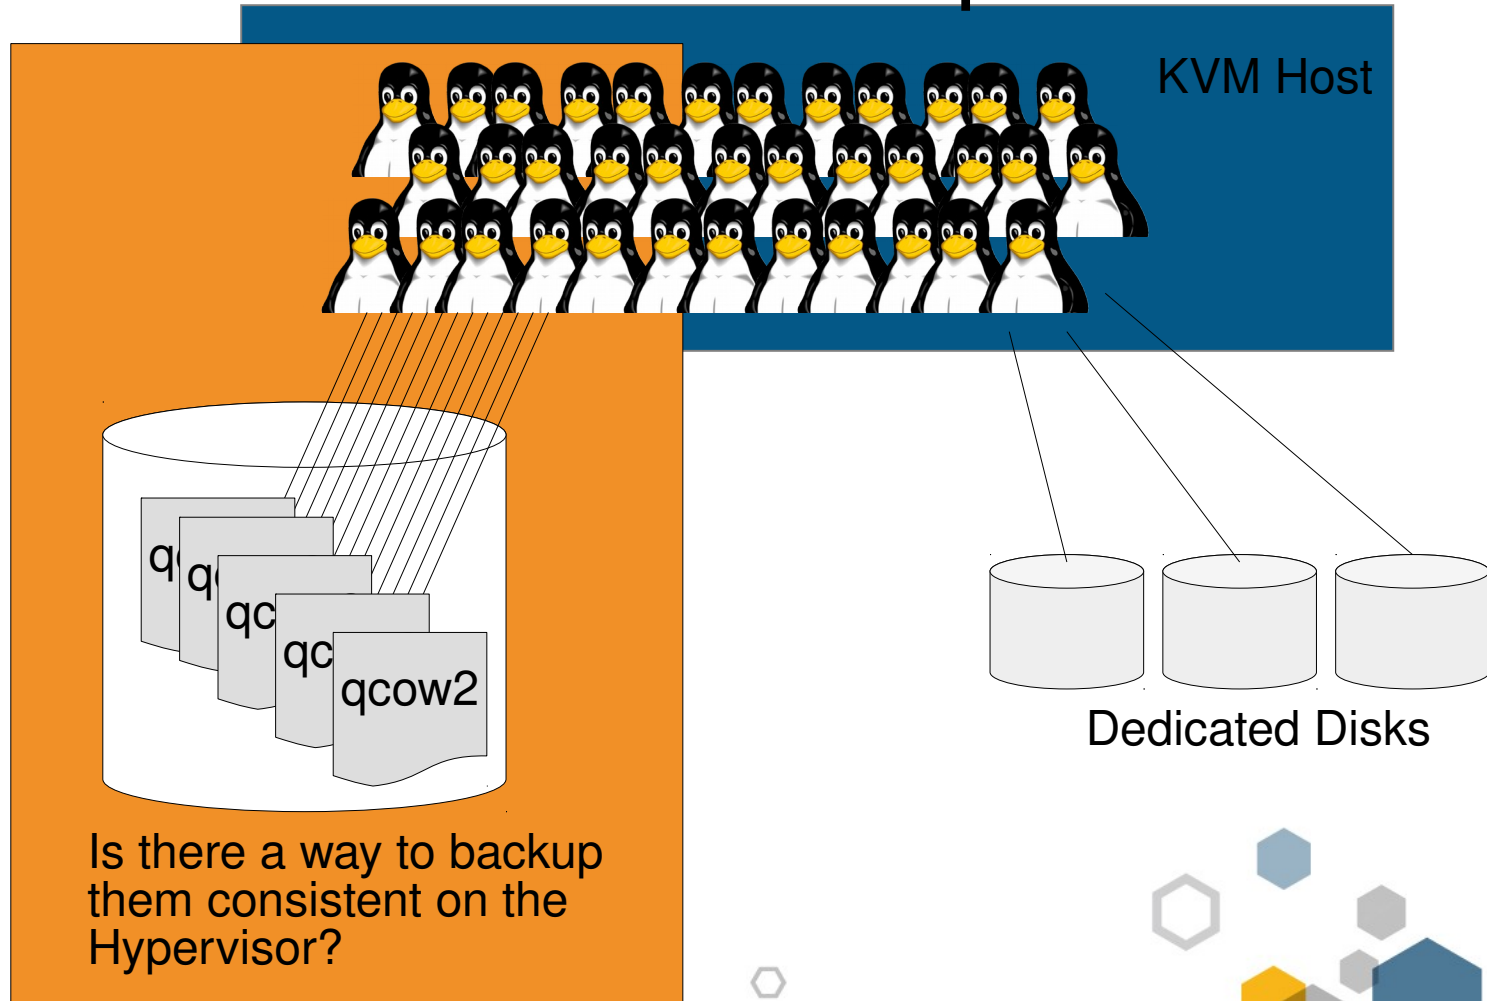 KVM Host
qcow2
Dedicated Disks
Is there a way to backup
them consistent on the
Hypervisor?